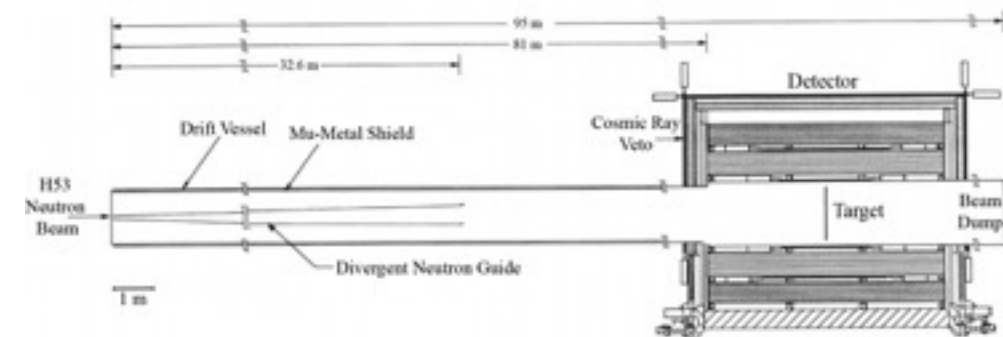 95 m
81 m
32.6 m
Detector
Drift Vessel
Mu-Metal Shield
Cosmic Ray
Veto
H53
Neutron
Beam
Target
Beam
Dump
Divergent Neutron Guide
1 m